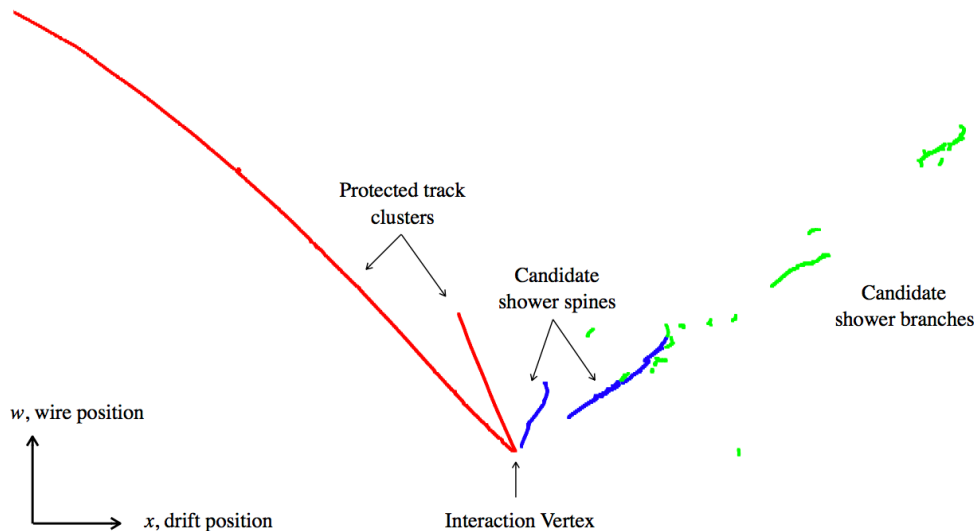 Protected track
clusters
Candidate
shower spines
Candidate
shower branches
w, wire position
x, drift position
Interaction Vertex